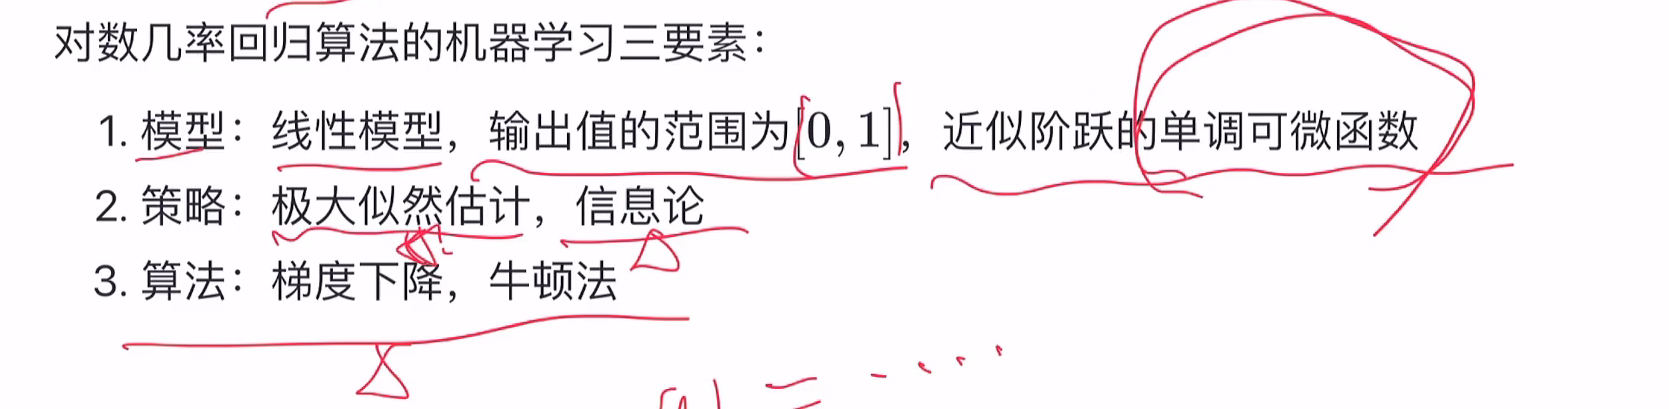 对数几率回归算法的机器学习三要素：
1. 模型：线性模型，输出值的范围为[0, 1]，近似阶跃的单调可微函数
2. 策略：极大似然估计，信息论
3. 算法：梯度下降，牛顿法